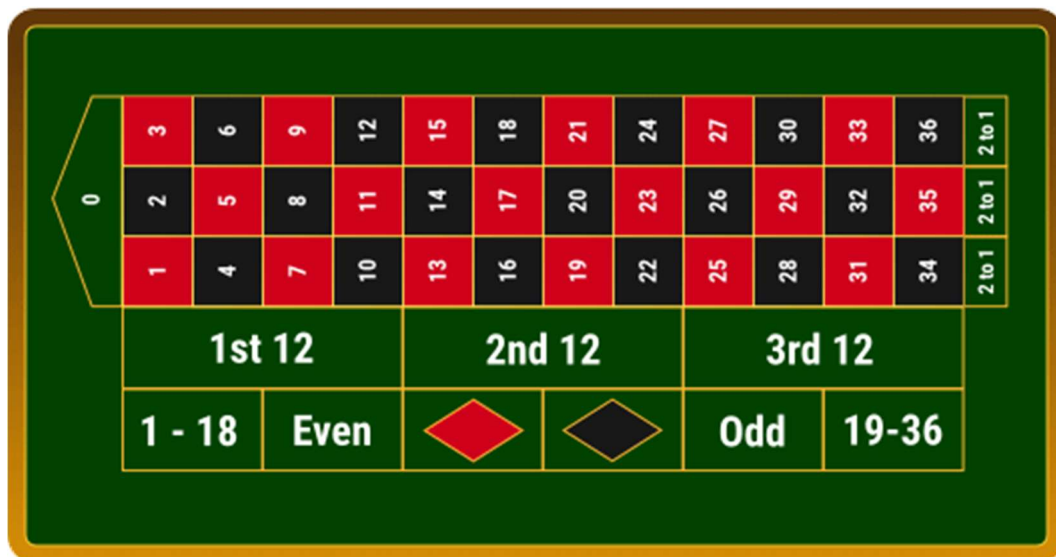 3 6 9 12 15 18 21 24 27 30 33 36 2 to 1
0 2 5 8 11 14 17 20 23 26 29 32 35 2 to 1
1 4 7 10 13 16 19 22 25 28 31 34 2 to 1
1st 12 2nd 12 3rd 12
1 - 18 Even Odd 19-36